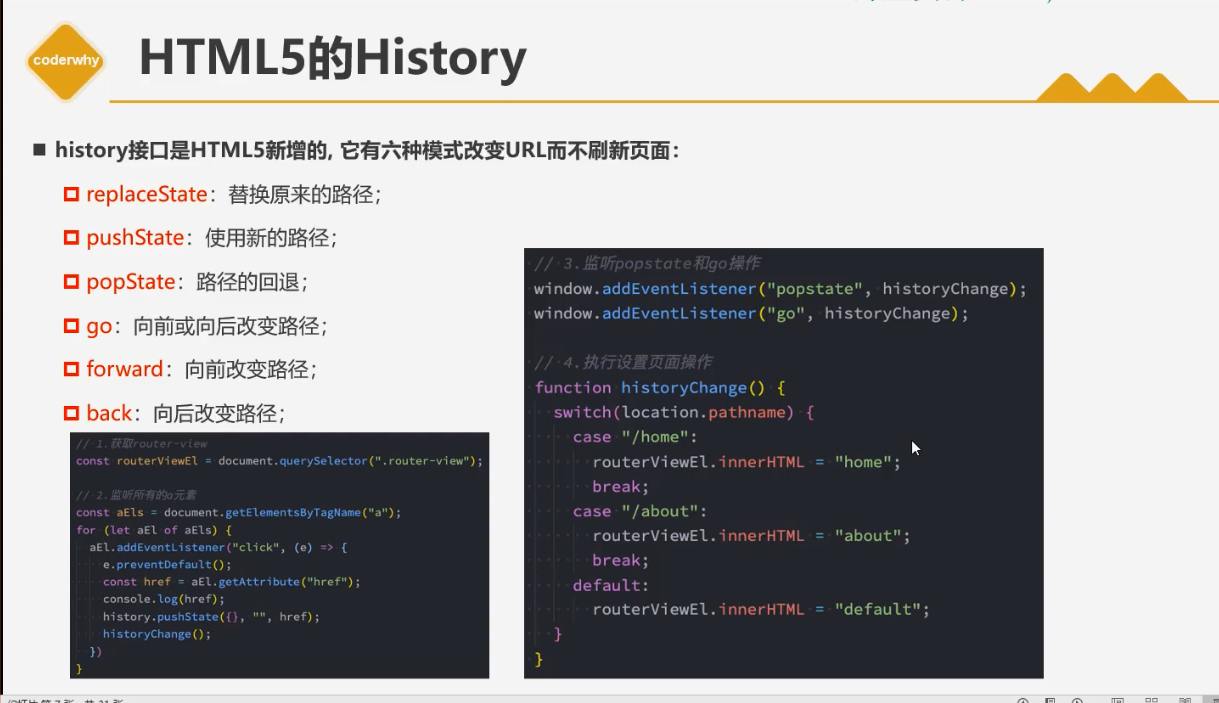 coderwhy
HTML5的History
history接口是HTML5新增的, 它有六种模式改变URL而不刷新页面：
replaceState：替换原来的路径；
pushState：使用新的路径；
popState：路径的回退；
go：向前或向后改变路径；
forward：向前改变路径；
back：向后改变路径；
// 1.获取router-view
const routerViewEl = document.querySelector(".router-view");
// 2.监听所有的a元素
const aEls = document.getElementsByTagName("a");
for (let aEl of aEls) {
aEl.addEventListener("click", (e) => {
e.preventDefault();
const href = aEl.getAttribute("href");
console.log(href);
history.pushState({}, "", href);
historyChange();
})
}
// 3.监听popstate和go操作
window.addEventListener("popstate", historyChange);
window.addEventListener("go", historyChange);
// 4.执行设置页面操作
function historyChange() {
switch(location.pathname) {
case "/home":
routerViewEl.innerHTML = "home";
break;
case "/about":
routerViewEl.innerHTML = "about";
break;
default:
routerViewEl.innerHTML = "default";
}
}